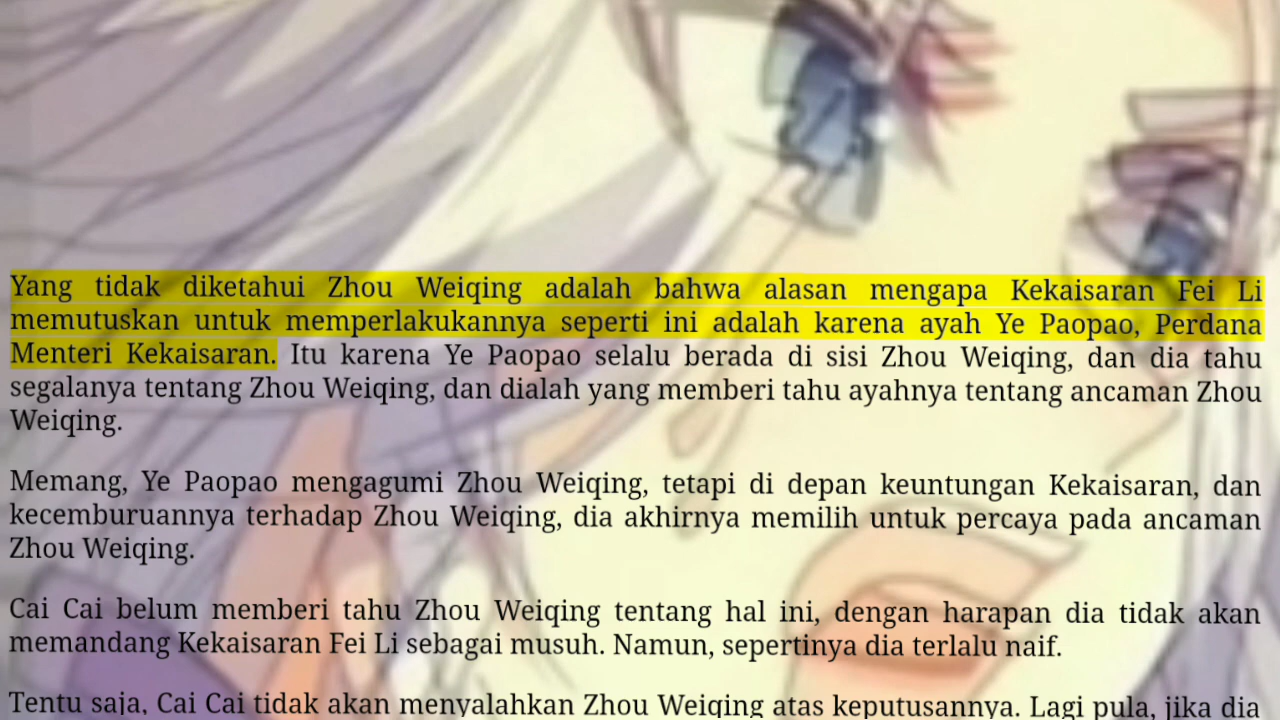 Yang tidak diketahui Zhou Weiqing adalah bahwa alasan mengapa Kekaisaran Fei Li
memutuskan untuk memperlakukannya seperti ini adalah karena ayah Ye Paopao, Perdana
Menteri Kekaisaran. Itu karena Ye Paopao selalu berada di sisi Zhou Weiqing, dan dia tahu
segalanya tentang Zhou Weiqing, dan dialah yang memberi tahu ayahnya tentang ancaman Zhou
Weiqing.
Memang, Ye Paopao mengagumi Zhou Weiqing, tetapi di depan keuntungan Kekaisaran, dan
kecemburuannya terhadap Zhou Weiqing, dia akhirnya memilih untuk percaya pada ancaman
Zhou Weiqing.
Cai Cai belum memberi tahu Zhou Weiqing tentang hal ini, dengan harapan dia tidak akan
memandang Kekaisaran Fei Li sebagai musuh. Namun, sepertinya dia terlalu naif.
Tentu saja, Cai Cai tidak akan menyalahkan Zhou Weiqing atas keputusannya. Lagi pula, jika dia